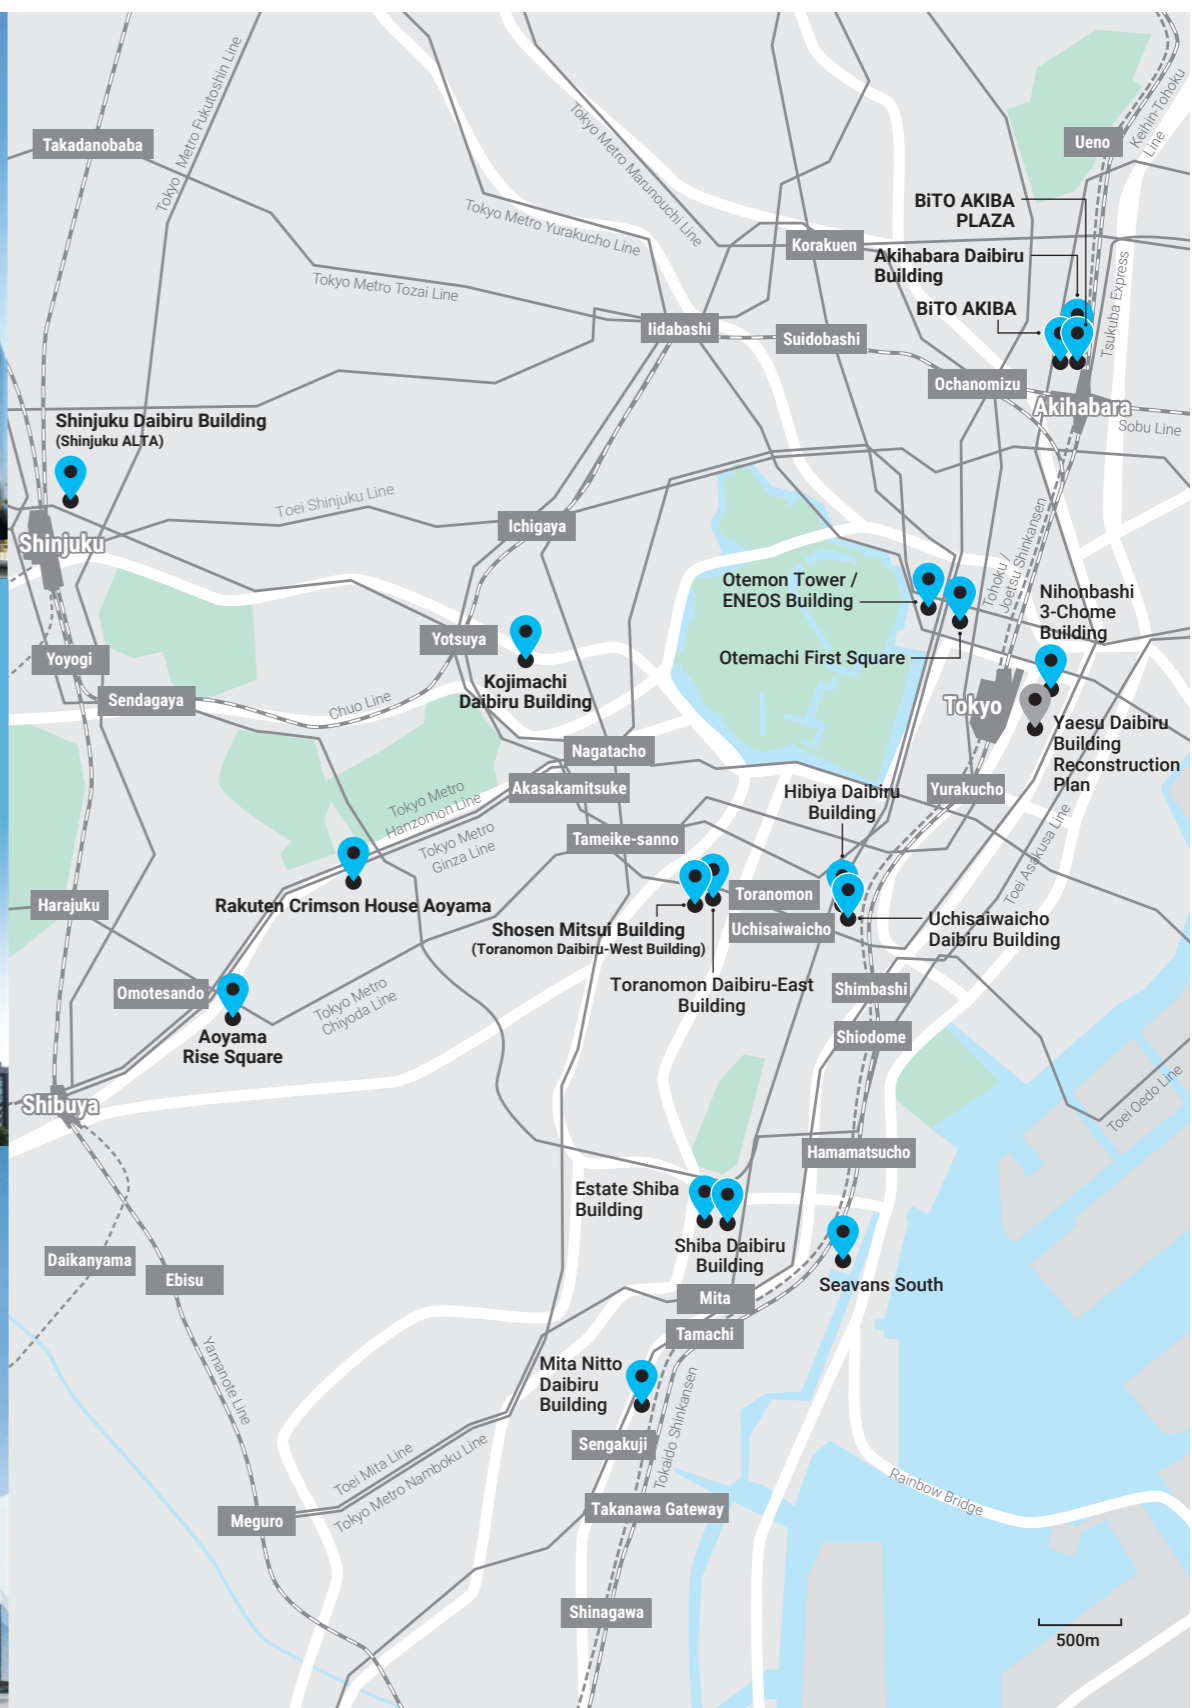 Tokyo Metro Fukutoshin Line
Takadanobaba
Tokyo Metro Marunouchi Line
Keihin-Tohoku
Line
Ueno
BiTO AKIBA
PLAZA
Tokyo Metro Yurakucho Line
Korakuen
Akihabara Daibiru
Building
Tokyo Metro Tozai Line
BiTO AKIBA
Tsukuba Express
Iidabashi
Suidobashi
Ochanomizu
Akihabara
Sobu Line
Shinjuku Daibiru Building
(Shinjuku ALTA)
Toei Shinjuku Line
Ichigaya
Shinjuku
Tohoku /
Joetsu Shinkansen
Otemon Tower /
ENEOS Building
Nihonbashi
3-Chome
Building
Yotsuya
Yoyogi
Otemachi First Square
Kojimachi
Daibiru Building
Sendagaya
Chuo Line
Tokyo
Yaesu Daibiru
Building
Reconstruction
Plan
Nagatacho
Akasakamitsuke
Yurakucho
Hibiya Daibiru
Building
Tokyo Metro
Hanzomon Line
Tokyo Metro
Ginza Line
Tameike-sanno
Toei Asakusa Line
Toranomon
Harajuku
Rakuten Crimson House Aoyama
Shosen Mitsui Building
(Toranomon Daibiru-West Building)
Uchisaiwaicho
Uchisaiwaicho
Daibiru Building
Toranomon Daibiru-East
Building
Omotesando
Shimbashi
Tokyo Metro
Chiyoda Line
Aoyama
Rise Square
Shiodome
Shibuya
Toei Oedo Line
Hamamatsucho
Estate Shiba
Building
Shiba Daibiru
Building
Daikanyama
Ebisu
Seavans South
Mita
Tamachi
Yamanote Line
Mita Nitto
Daibiru
Building
Tokaido Shinkansen
Sengakuji
Toei Mita Line
Tokyo Metro Namboku Line
Rainbow Bridge
Meguro
Takanawa Gateway
Shinagawa
500m